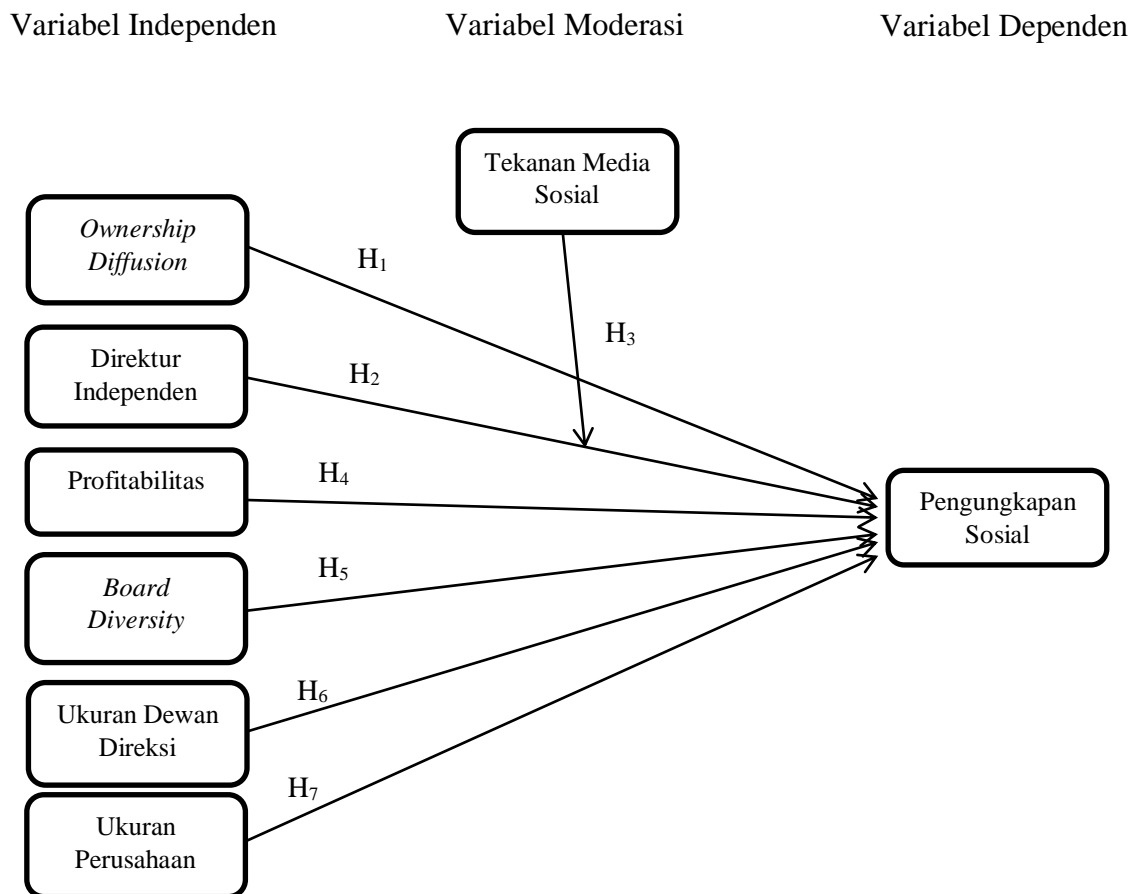 Variabel Independen
Variabel Moderasi
Variabel Dependen
Tekanan Media
Sosial
Ownership
Diffusion
H₁
H₃
Direktur
Independen
H₂
Profitabilitas
H₄
Pengungkapan
Sosial
Board
Diversity
H₅
Ukuran Dewan
Direksi
H₆
Ukuran
Perusahaan
H₇